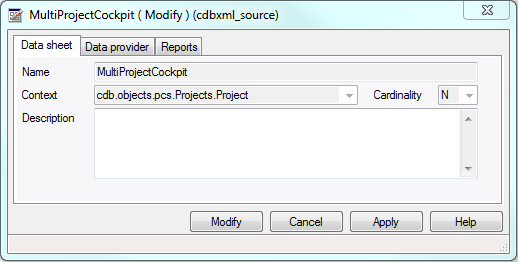 MultiProjectCockpit ( Modify ) (cdbxml_source)
Data sheet Data provider Reports
Name MultiProjectCockpit
Context cdb.objects.pcs.Projects.Project Cardinality N
Description
Modify Cancel Apply Help